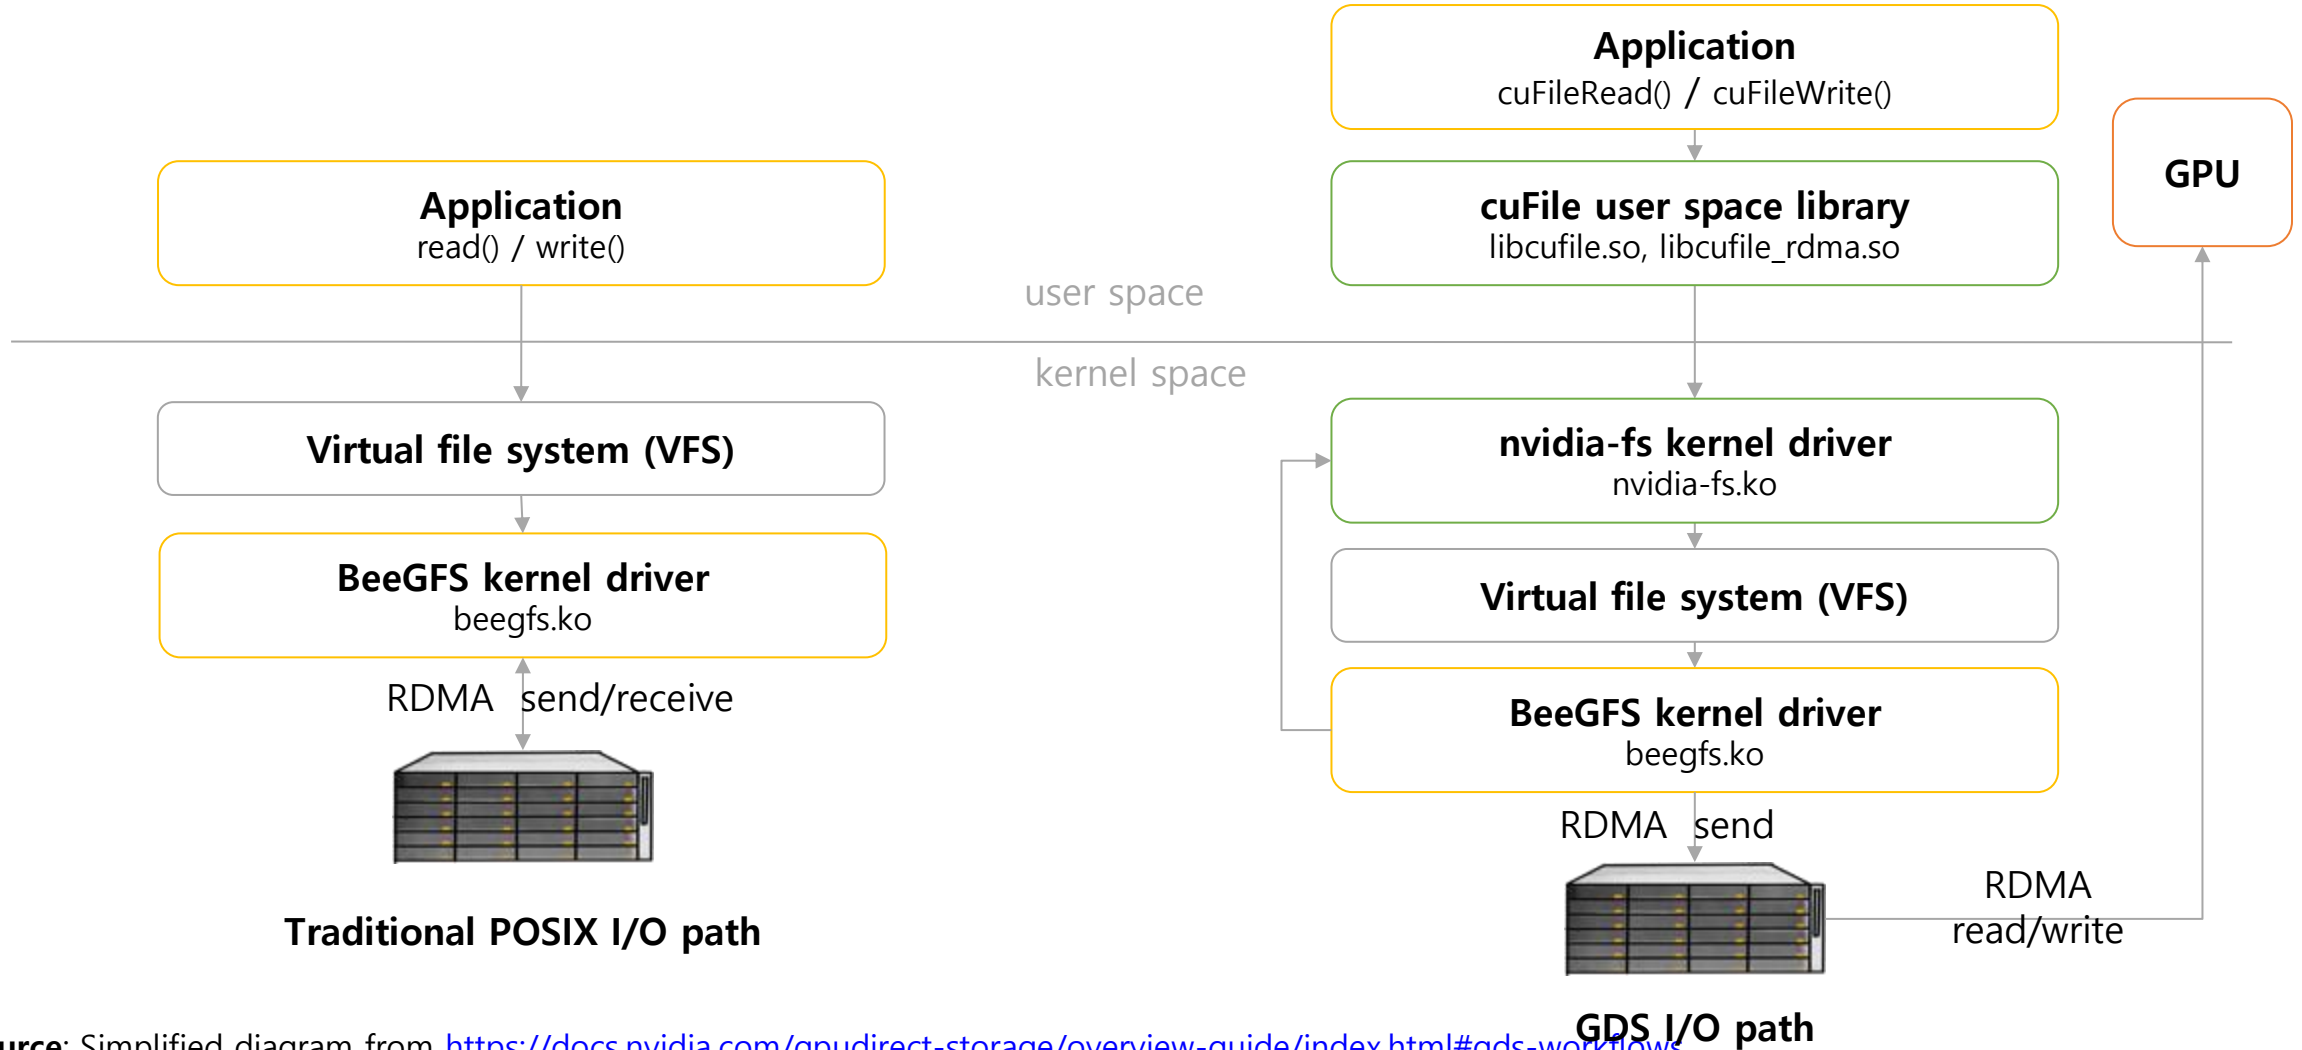 Application
read() / write()
Virtual file system (VFS)
BeeGFS kernel driver
beegfs.ko
RDMA send/receive
Traditional POSIX I/O path
user space
kernel space
Application
cuFileRead() / cuFileWrite()
cuFile user space library
libcufile.so, libcufile_rdma.so
nvidia-fs kernel driver
nvidia-fs.ko
Virtual file system (VFS)
BeeGFS kernel driver
beegfs.ko
RDMA send
GPU
RDMA
read/write
GDS I/O path
urce: Simplified diagram from https://docs.nvidia.com/gpudirect-storage/overview-guide/index.html#gds-workflows